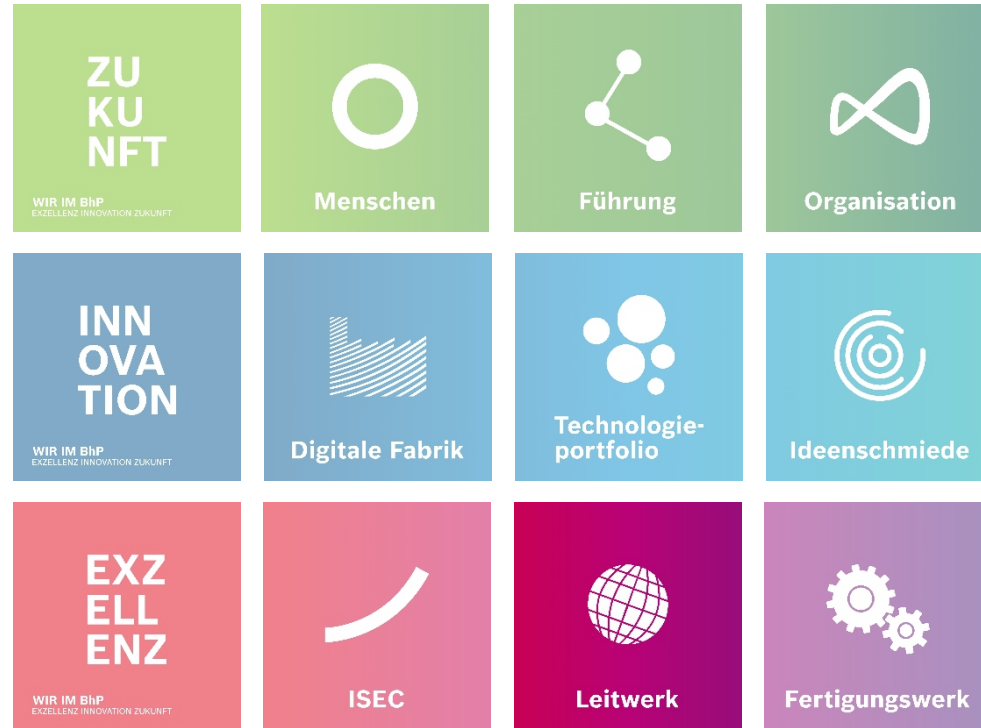 ZU
KU
NFT
WIR IM BhP
EXZELLENZ INNOVATION ZUKUNFT
Menschen
Führung
Organisation
INN
OVA
TION
WIR IM BhP
EXZELLENZ INNOVATION ZUKUNFT
Digitale Fabrik
Technologie-
portfolio
Ideenschmiede
EXZ
ELL
ENZ
WIR IM BhP
EXZELLENZ INNOVATION ZUKUNFT
ISEC
Leitwerk
Fertigungswerk